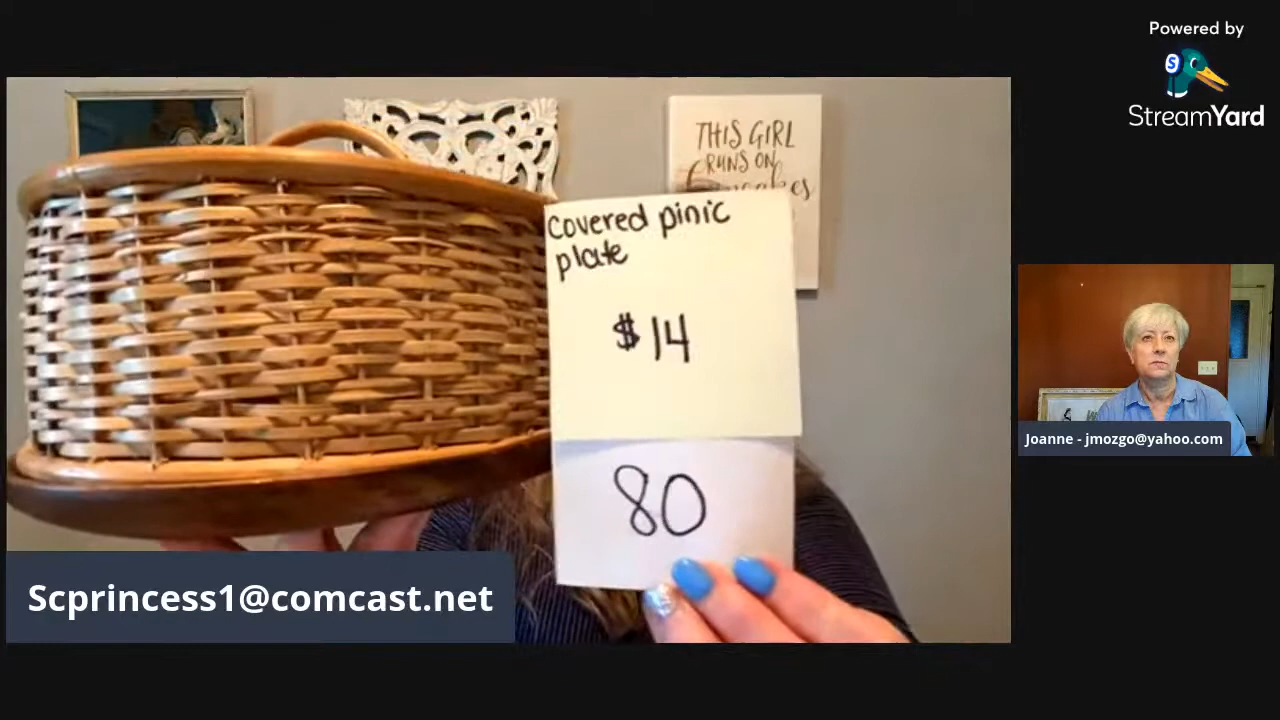 Powered by
S
StreamYard
THIS GIRL
RUNS ON
covered pinic
plate
$14
80
Joanne - jmozgo@yahoo.com
Scprincess1@comcast.net